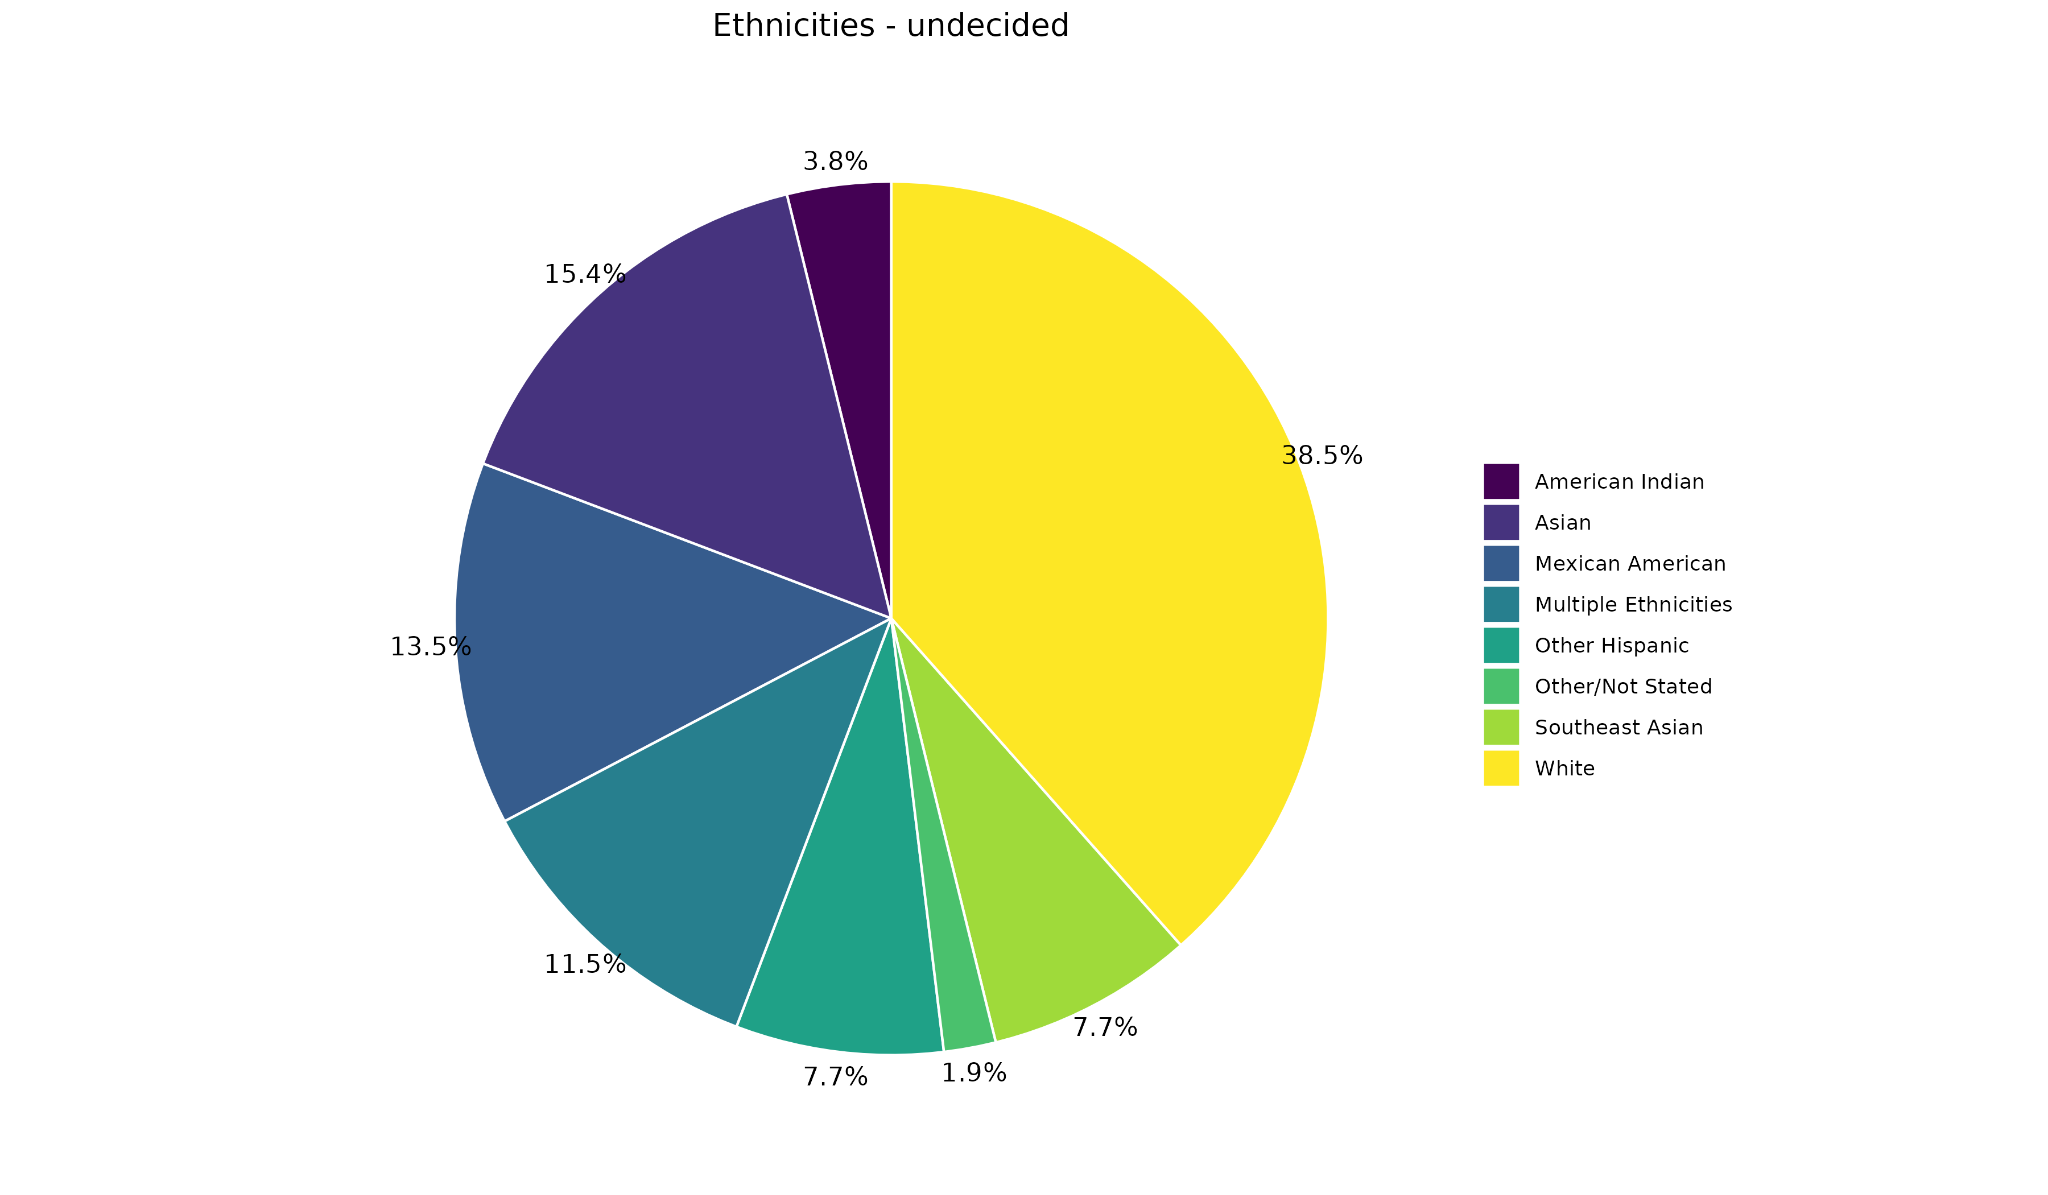 Ethnicities - undecided
3.8%
15.4%
38.5%
13.5%
11.5%
7.7%
7.7%
1.9%
American Indian
Asian
Mexican American
Multiple Ethnicities
Other Hispanic
Other/Not Stated
Southeast Asian
White